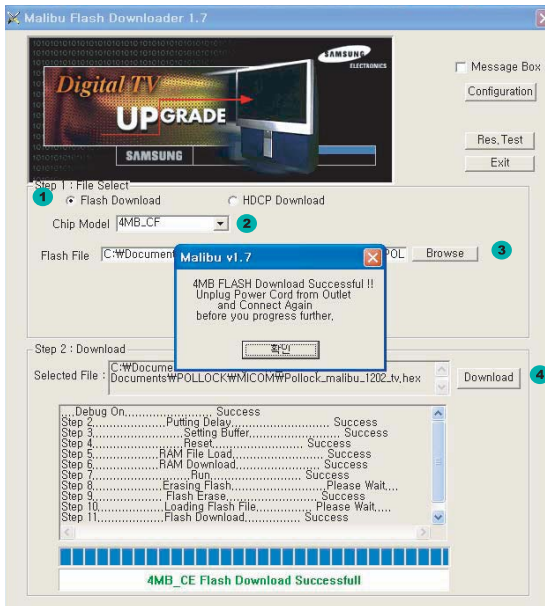 Malibu Flash Downloader 1.7
SAMSUNG
ELECTRONICS
Digital TV
UPGRADE
SAMSUNG
Message Box
Configuration
Res, Test
Exit
Step 1 : File Select
1
Flash Download
HDCP Download
Chip Model
4MB_CF
2
Flash File
C:₩Document
POL
Browse
3
Malibu v1.7
4MB FLASH Download Successful !!
Unplug Power Cord from Outlet
and Connect Again
before you progress further,
확인
Step 2 : Download
Selected File :
C:₩Docume
Documents₩POLLOCK₩MICOM₩Pollock_malibu_1202_tv,hex
Download
4
....Debug On.................... Success
Step 2..................Putting Delay........................... Success
Step 3......................Setting Buffer.......................... Success
Step 4......................Reset........................... Success
Step 5................RAM File Load........................ Success
Step 6................RAM Download........................ Success
Step 7........................Run........................ Success
Step 8.................Erasing Flash........................Please Wait....
Step 9.................. Flash Erase........................ Success
Step 10.................Loading Flash File............... Please Wait....
Step 11.................Flash Download.............. Success
4MB_CE Flash Download Successfull